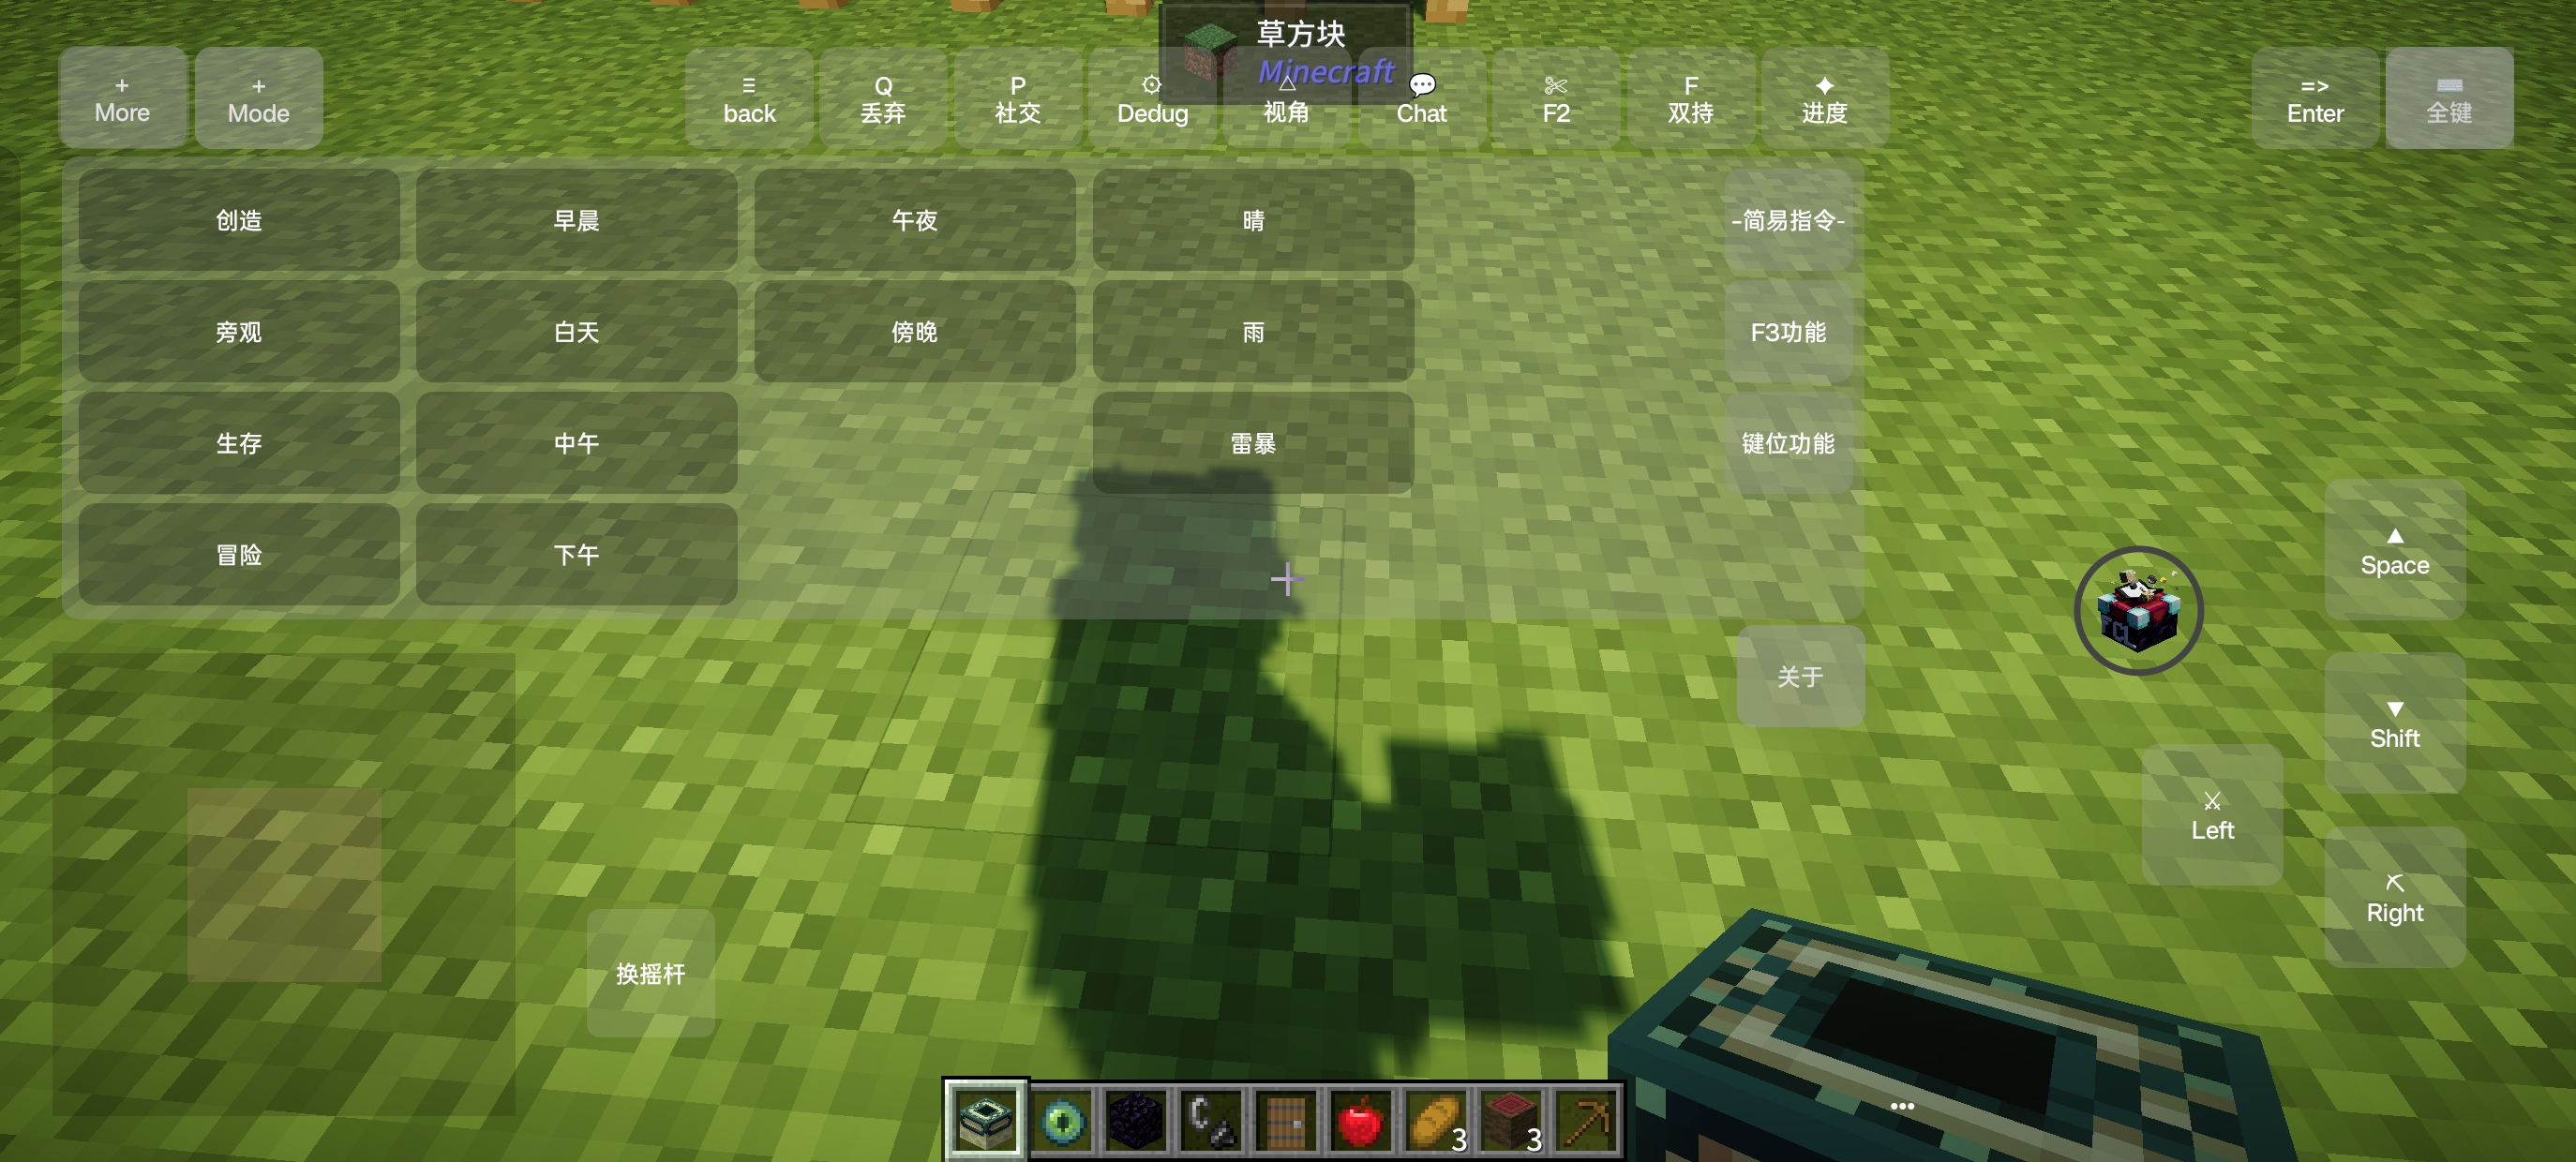 草方块
Minecraft
+
More
+
Mode
back
Q
丢弃
P
社交
Dedug
视角
Chat
F2
F
双持
进度
=>
Enter
全键
创造
早晨
午夜
晴
-简易指令-
旁观
白天
傍晚
雨
F3功能
生存
中午
雷暴
键位功能
冒险
下午
Space
FCL
关于
Shift
Left
Right
换摇杆
3
3